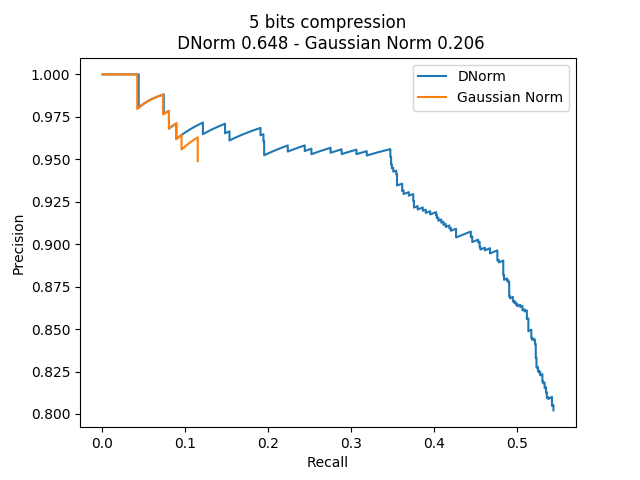 5 bits compression
DNorm 0.648 - Gaussian Norm 0.206
DNorm
Gaussian Norm
1.000
0.975
0.950
0.925
0.900
0.875
0.850
0.825
0.800
Precision
0.0 0.1 0.2 0.3 0.4 0.5
Recall